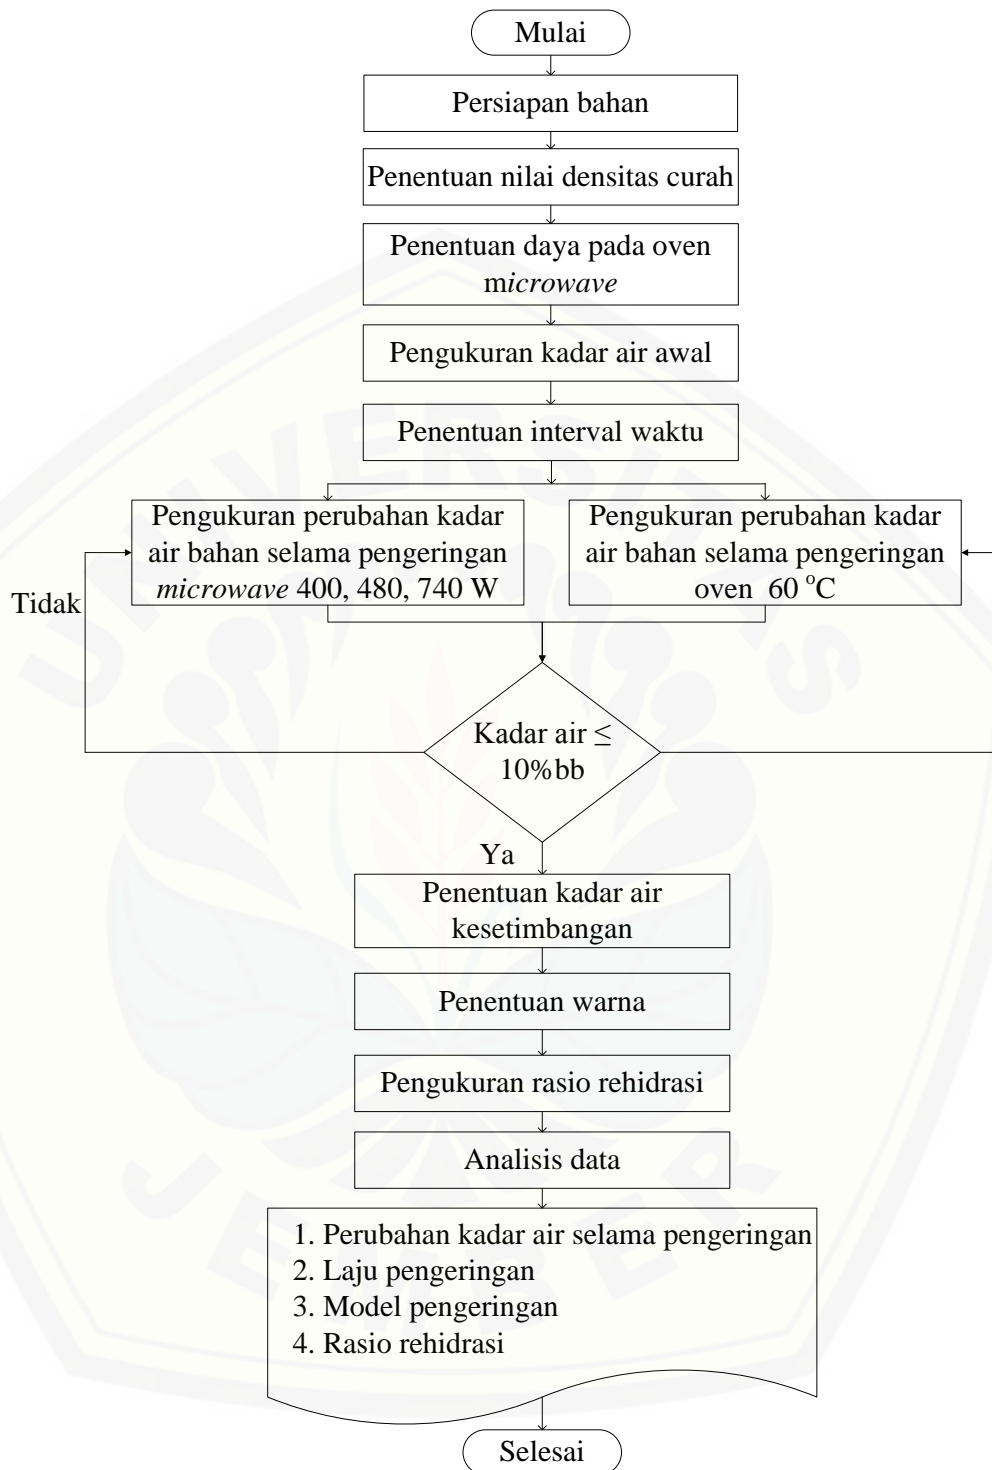 Mulai
Persiapan bahan
Penentuan nilai densitas curah
Penentuan daya pada oven
microwave
Pengukuran kadar air awal
Penentuan interval waktu
Pengukuran perubahan kadar
air bahan selama pengeringan
microwave 400, 480, 740 W
Pengukuran perubahan kadar
air bahan selama pengeringan
oven 60 °C
Tidak
Kadar air ≤
10%bb
Ya
Penentuan kadar air
kesetimbangan
Penentuan warna
Pengukuran rasio rehidrasi
Analisis data
1. Perubahan kadar air selama pengeringan
2. Laju pengeringan
3. Model pengeringan
4. Rasio rehidrasi
Selesai
UNIVERSITAS
JEMBER